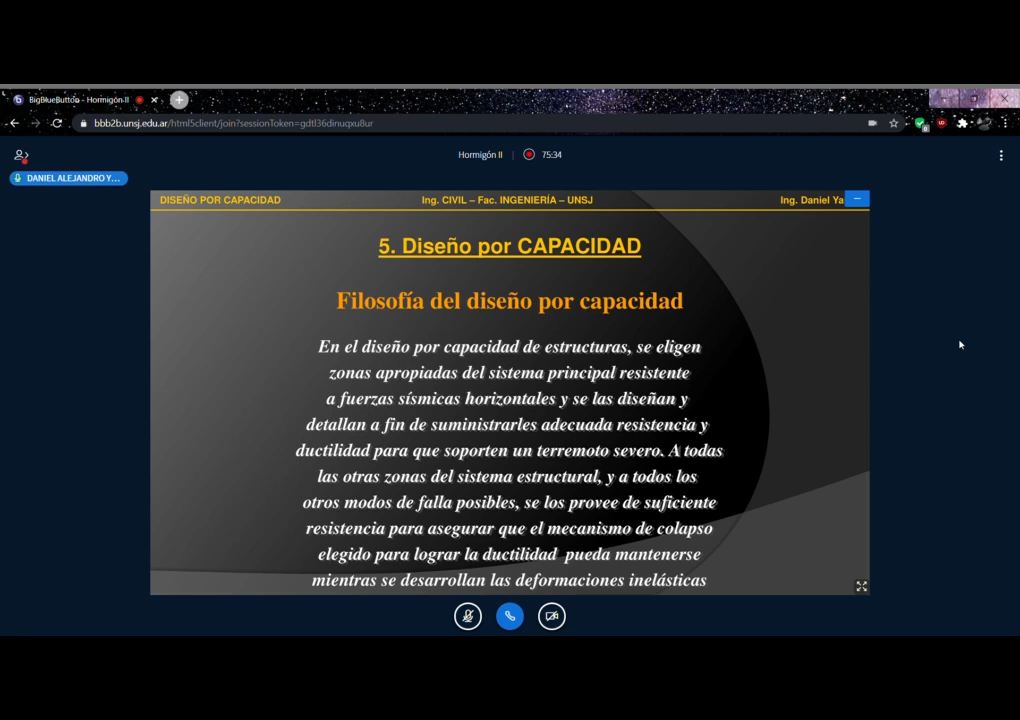 BigBlueButton - Hormigón II
bbb2b.unsj.edu.ar/html5client/join?sessionToken=gdtl36dinuqxu8ur
Hormigón II | 75:34
DANIEL ALEJANDRO Y...
DISEÑO POR CAPACIDAD Ing. CIVIL – Fac. INGENIERÍA – UNSJ Ing. Daniel Ya
5. Diseño por CAPACIDAD
Filosofía del diseño por capacidad
En el diseño por capacidad de estructuras, se eligen
zonas apropiadas del sistema principal resistente
a fuerzas sísmicas horizontales y se las diseñan y
detallan a fin de suministrarles adecuada resistencia y
ductilidad para que soporten un terremoto severo. A todas
las otras zonas del sistema estructural, y a todos los
otros modos de falla posibles, se los provee de suficiente
resistencia para asegurar que el mecanismo de colapso
elegido para lograr la ductilidad pueda mantenerse
mientras se desarrollan las deformaciones inelásticas